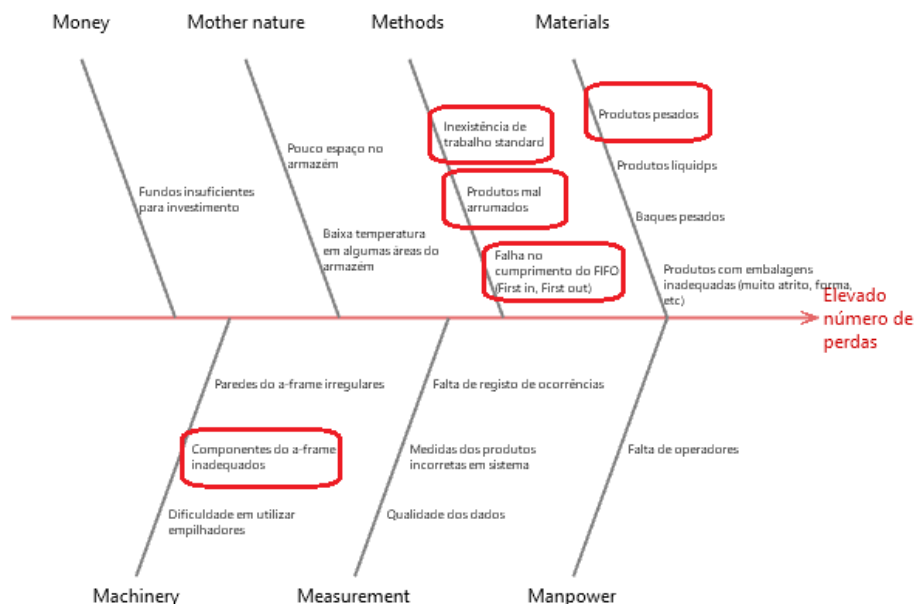 Money
Mother nature
Methods
Materials
Fundos insuficientes
para investimento
Pouco espaço no
armazém
Baixa temperatura
em algumas áreas do
armazém
Inexistência de
trabalho standard
Produtos mal
arrumados
Falha no
cumprimento do FIFO
(First in, First out)
Produtos pesados
Produtos líquidps
Baques pesados
Produtos com embalagens
inadequadas (muito atrito, forma,
etc)
Elevado
número de
perdas
Paredes do a-frame irregulares
Componentes do a-frame
inadequados
Dificuldade em utilizar
empilhadores
Falta de registo de ocorrências
Medidas dos produtos
incorretas em sistema
Qualidade dos dados
Falta de operadores
Machinery
Measurement
Manpower